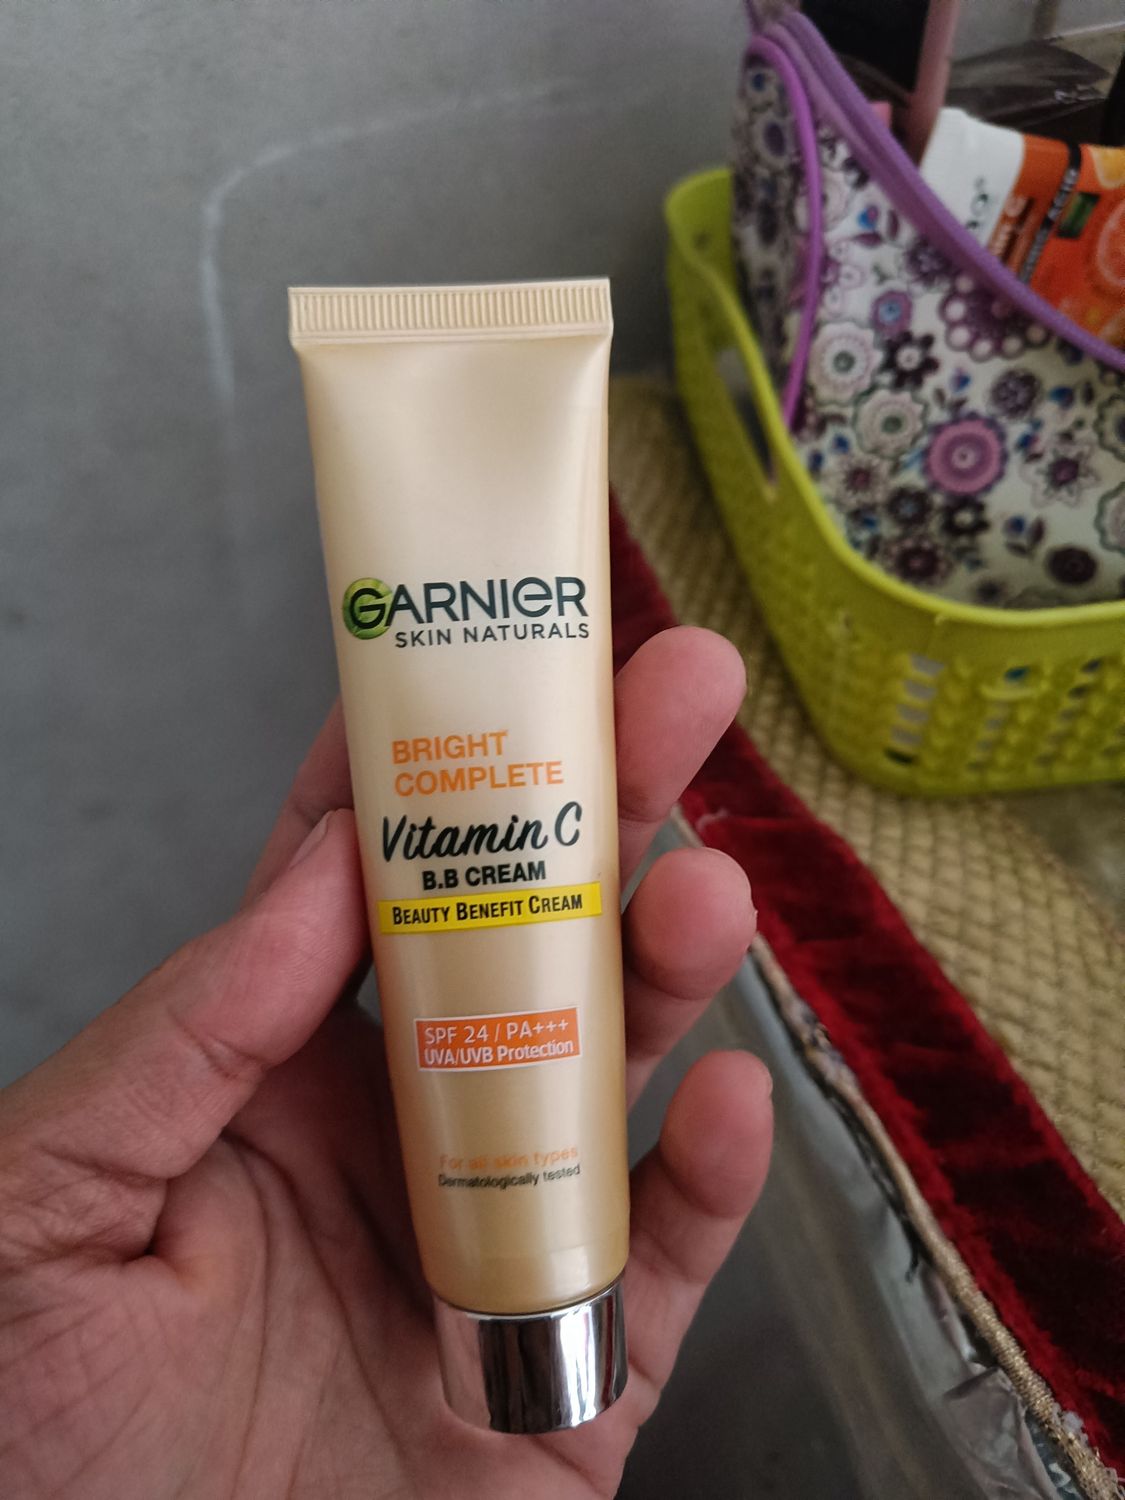 GARNIER
SKIN NATURALS
BRIGHT
COMPLETE
Vitamin C
B.B CREAM
BEAUTY BENEFIT CREAM
SPF 24 / PA+++
UVA/UVB Protection
For all skin types
Dermatologically tested